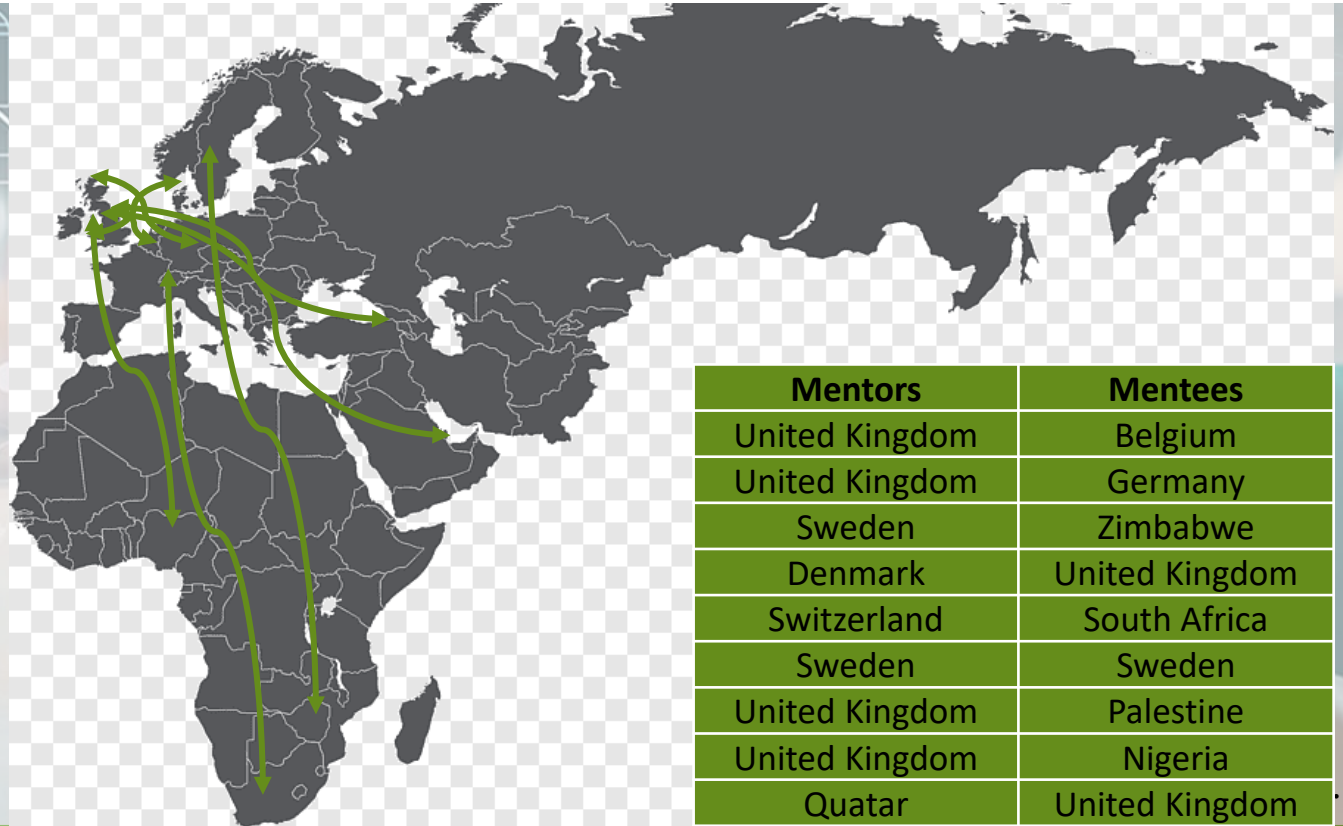 Mentors Mentees
United Kingdom Belgium
United Kingdom Germany
Sweden Zimbabwe
Denmark United Kingdom
Switzerland South Africa
Sweden Sweden
United Kingdom Palestine
United Kingdom Nigeria
Quatar United Kingdom